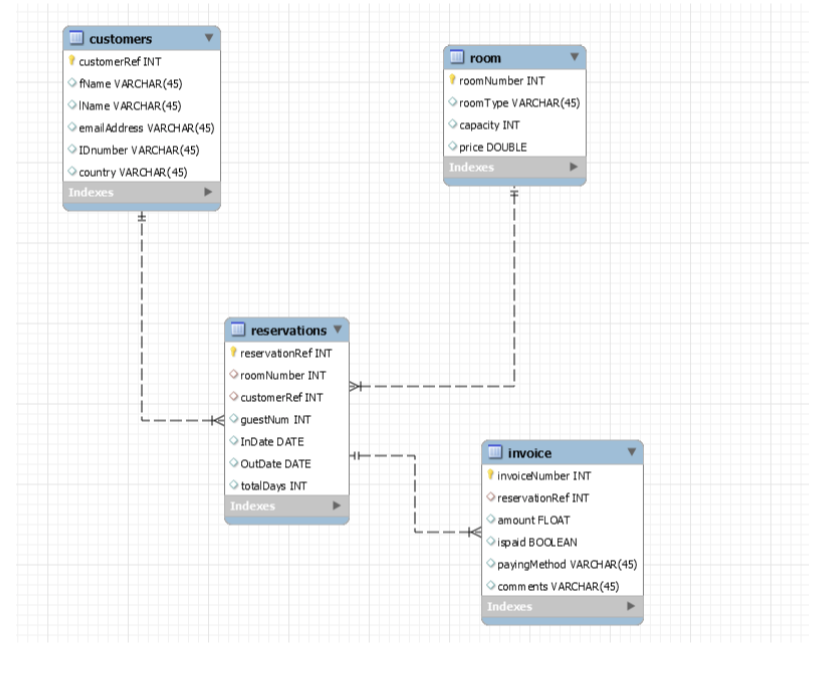 customers
customerRef INT
fName VARCHAR(45)
lName VARCHAR(45)
emailAddress VARCHAR(45)
IDnumber VARCHAR(45)
country VARCHAR(45)
Indexes
room
roomNumber INT
roomType VARCHAR(45)
capacity INT
price DOUBLE
Indexes
reservations
reservationRef INT
roomNumber INT
customerRef INT
guestNum INT
InDate DATE
OutDate DATE
totalDays INT
Indexes
invoice
invoiceNumber INT
reservationRef INT
amount FLOAT
ispaid BOOLEAN
payingMethod VARCHAR(45)
comments VARCHAR(45)
Indexes